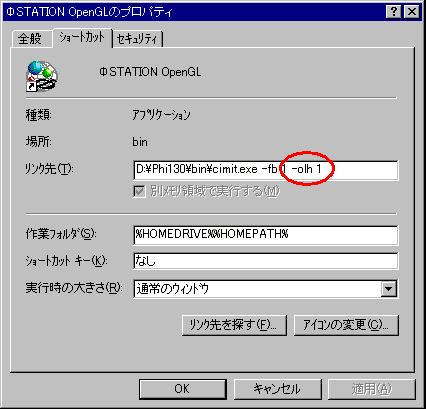 ΦSTATION OpenGLのプロパティ
全般 ショートカット セキュリティ
ΦSTATION OpenGL
種類: アプリケーション
場所: bin
リンク先(T): D:¥Phi130¥bin¥cimit.exe -fb 1 -olh 1
別メモリ領域で実行する(M)
作業フォルダ(S): %HOMEDRIVE%%HOMEPATH%
ショートカット キー(K): なし
実行時の大きさ(R): 通常のウィンドウ
リンク先を探す(F)... アイコンの変更(C)...
OK キャンセル 適用(A)